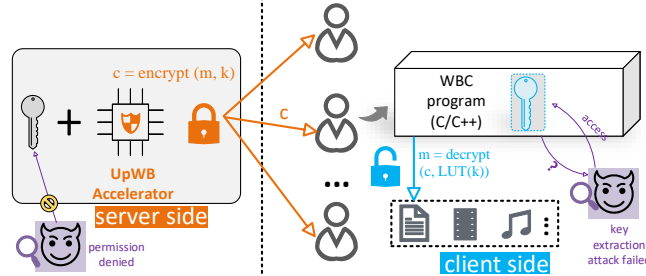 c = encrypt (m, k)
UpWB
Accelerator
server side
permission
denied
c
...
WBC
program
(C/C++)
m = decrypt
(c, LUT(k))
access
?
key
extraction
attack failed
client side